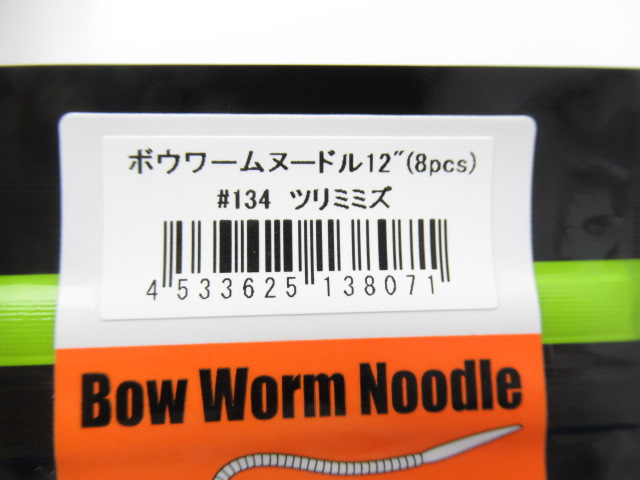 ボウワームヌードル12"(8pcs)
#134 ツリミミズ
4 533625 138071
Bow Worm Noodle